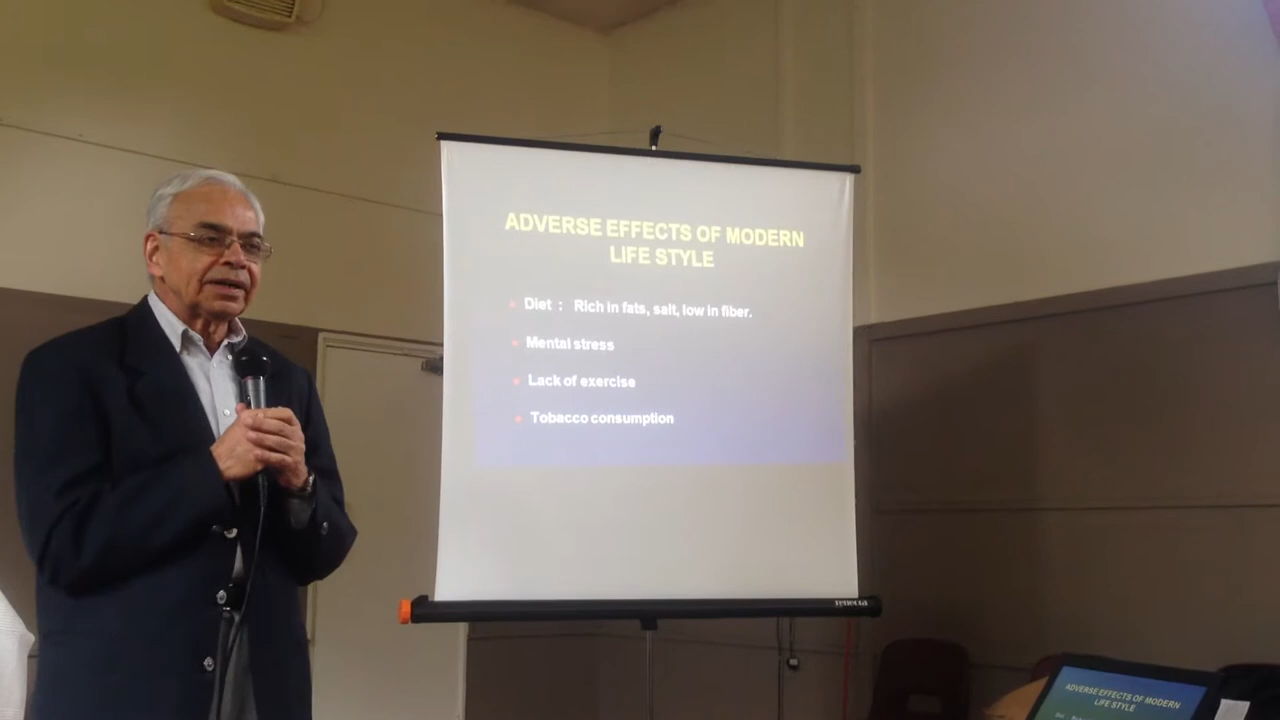 ADVERSE EFFECTS OF MODERN
LIFE STYLE
Diet : Rich in fats, salt, low in fiber.
Mental stress
Lack of exercise
Tobacco consumption
ADVERSE EFFECTS OF MODERN
LIFE STYLE